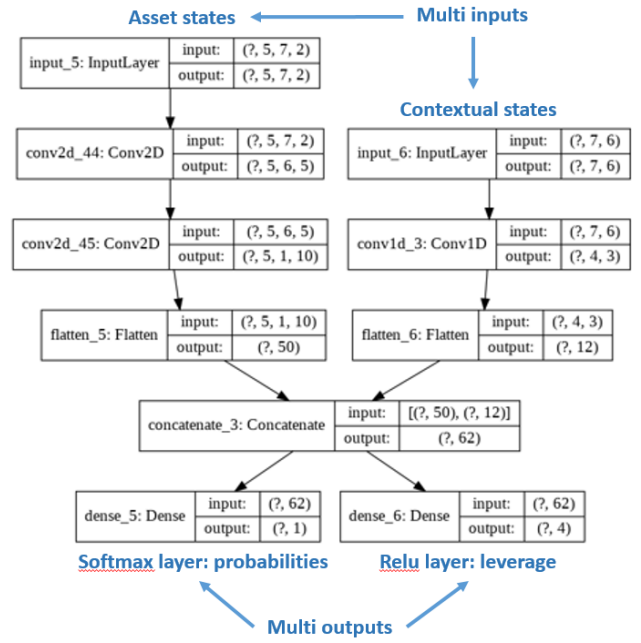 Asset states
Multi inputs
input_5: InputLayer
input:
(?, 5, 7, 2)
output:
(?, 5, 7, 2)
Contextual states
conv2d_44: Conv2D
input:
(?, 5, 7, 2)
output:
(?, 5, 6, 5)
input_6: InputLayer
input:
(?, 7, 6)
output:
(?, 7, 6)
conv2d_45: Conv2D
input:
(?, 5, 6, 5)
output:
(?, 5, 1, 10)
conv1d_3: Conv1D
input:
(?, 7, 6)
output:
(?, 4, 3)
flatten_5: Flatten
input:
(?, 5, 1, 10)
output:
(?, 50)
flatten_6: Flatten
input:
(?, 4, 3)
output:
(?, 12)
concatenate_3: Concatenate
input:
[(?, 50), (?, 12)]
output:
(?, 62)
dense_5: Dense
input:
(?, 62)
output:
(?, 1)
dense_6: Dense
input:
(?, 62)
output:
(?, 4)
Softmax layer: probabilities
Relu layer: leverage
Multi outputs